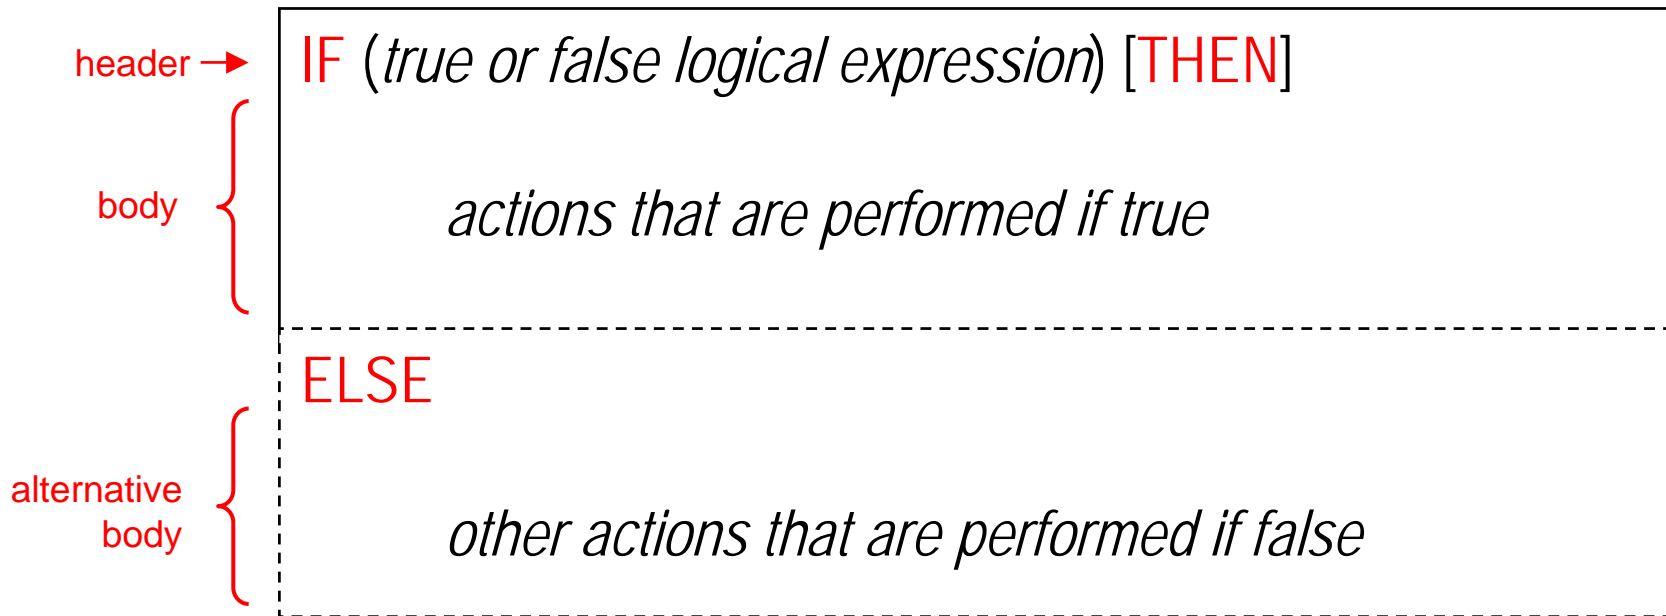 header
IF (true or false logical expression) [THEN]
body
actions that are performed if true
ELSE
alternative
body
other actions that are performed if false